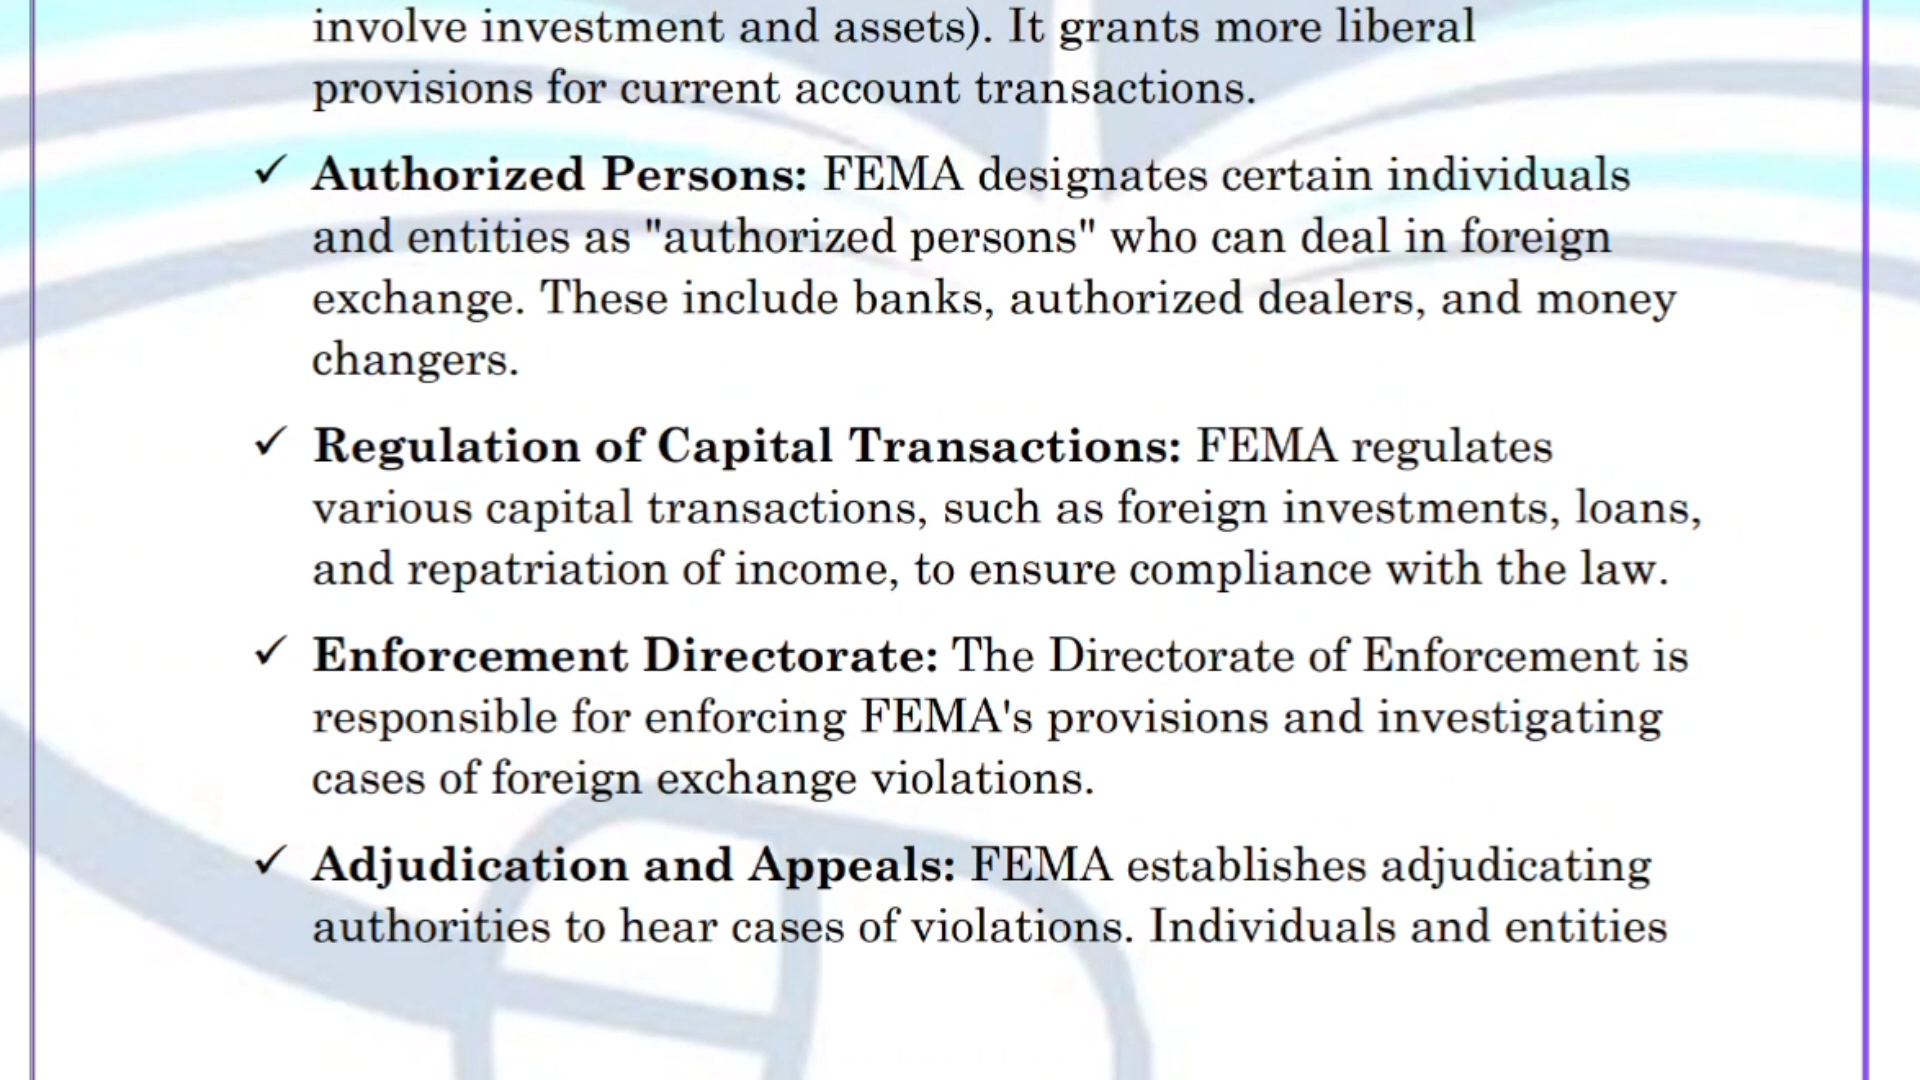 involve investment and assets). It grants more liberal
provisions for current account transactions.
✓ Authorized Persons: FEMA designates certain individuals
and entities as "authorized persons" who can deal in foreign
exchange. These include banks, authorized dealers, and money
changers.
✓ Regulation of Capital Transactions: FEMA regulates
various capital transactions, such as foreign investments, loans,
and repatriation of income, to ensure compliance with the law.
✓ Enforcement Directorate: The Directorate of Enforcement is
responsible for enforcing FEMA's provisions and investigating
cases of foreign exchange violations.
✓ Adjudication and Appeals: FEMA establishes adjudicating
authorities to hear cases of violations. Individuals and entities